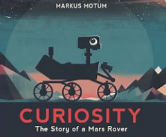 MARKUS MOTUM
CURIOSITY
The Story of a Mars Rover